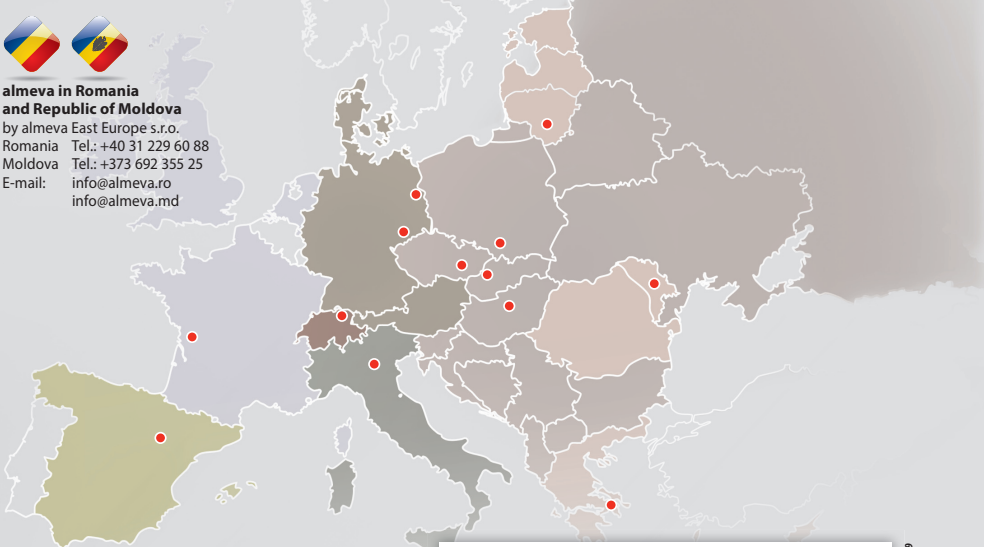 almeva in Romania
and Republic of Moldova
by almeva East Europe s.r.o.
Romania Tel.: +40 31 229 60 88
Moldova Tel.: +373 692 355 25
E-mail: info@almeva.ro
info@almeva.md